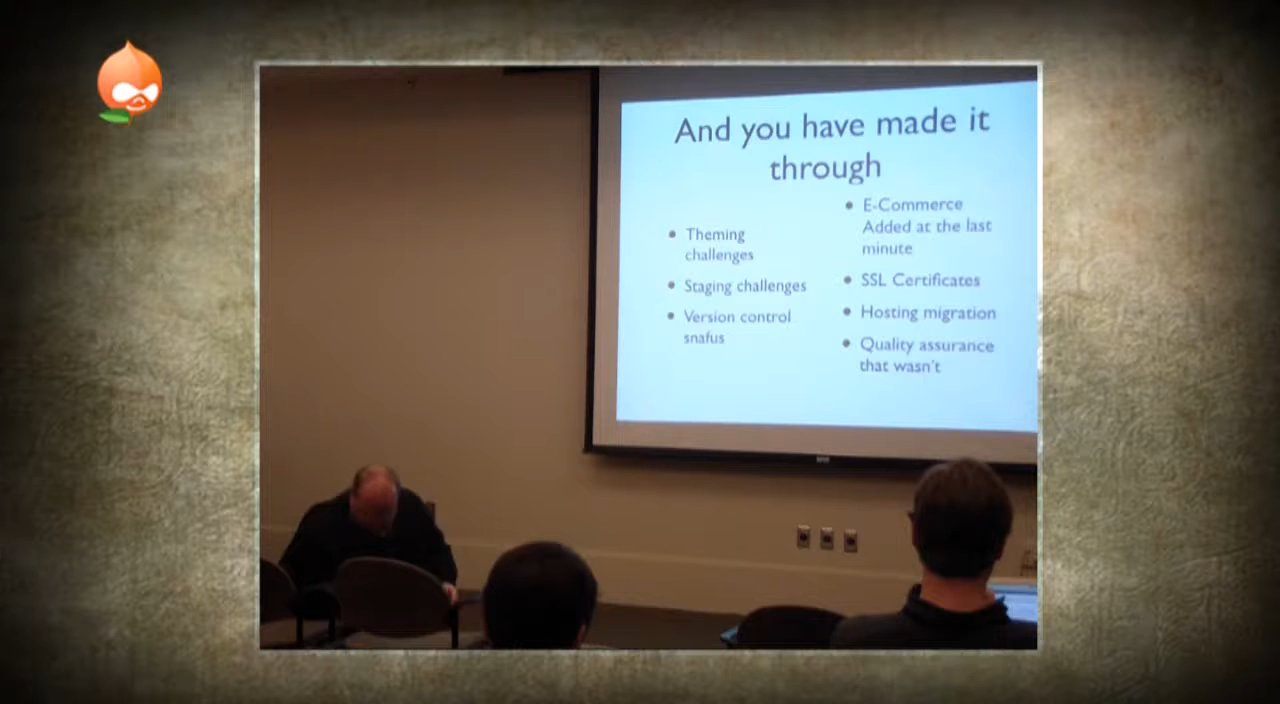 And you have made it
through
Theming
challenges
Staging challenges
Version control
snafus
E-Commerce
Added at the last
minute
SSL Certificates
Hosting migration
Quality assurance
that wasn't